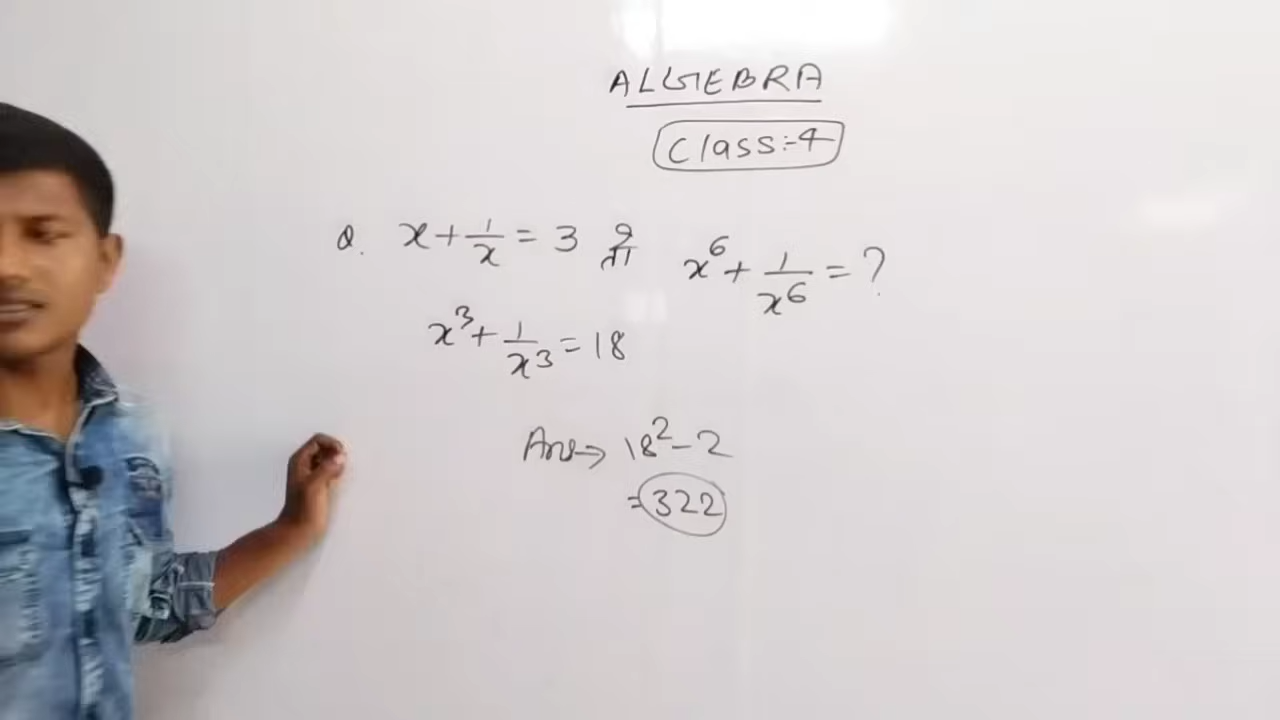 ALGEBRA
Class:-4
Q. x + 1/x = 3 x⁶ + 1/x⁶ = ?
x³ + 1/x³ = 18
Ans→ 18² - 2
= 322